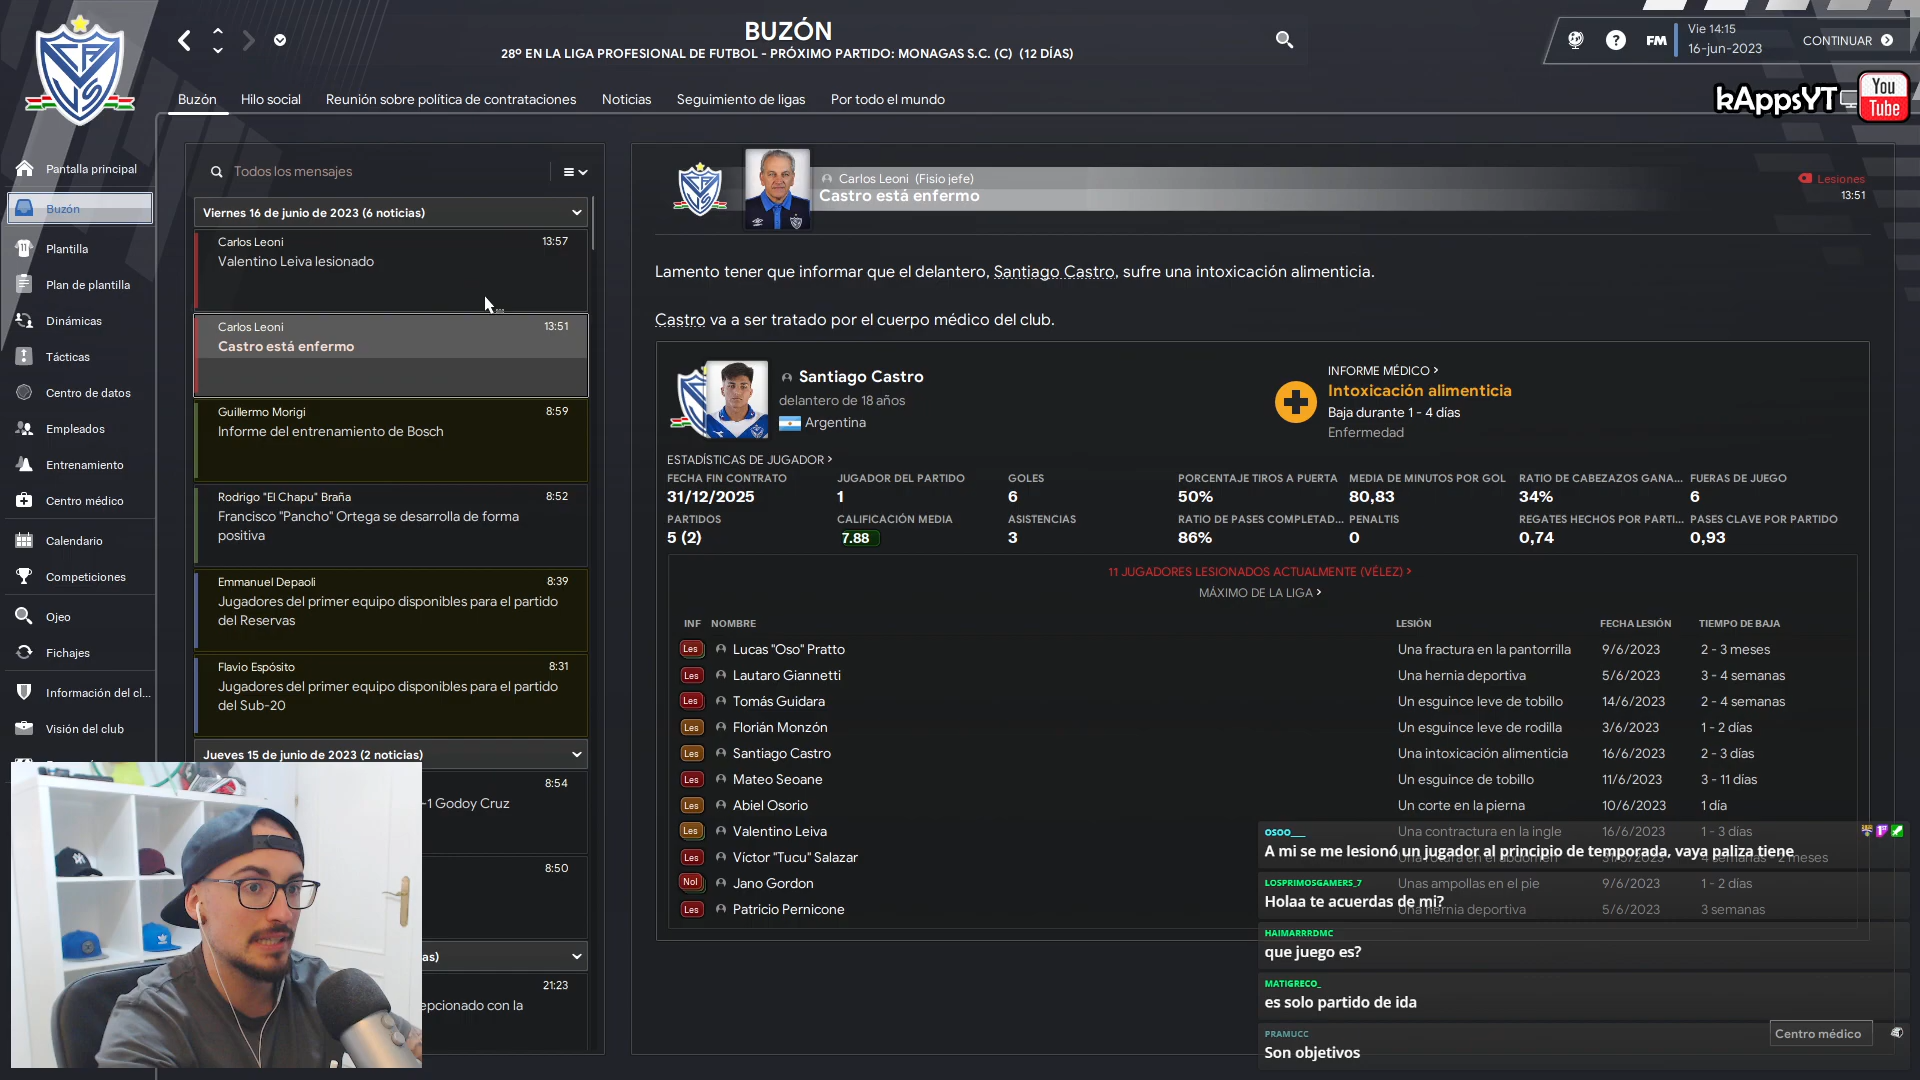 BUZÓN
28º EN LA LIGA PROFESIONAL DE FUTBOL - PRÓXIMO PARTIDO: MONAGAS S.C. (C) (12 DÍAS)
FM
Vie 14:15
16-jun-2023
CONTINUAR
Buzón
Hilo social
Reunión sobre política de contrataciones
Noticias
Seguimiento de ligas
Por todo el mundo
kAppsYT
You
Tube
Pantalla principal
Buzón
Plantilla
Plan de plantilla
Dinámicas
Tácticas
Centro de datos
Empleados
Entrenamiento
Centro médico
Calendario
Competiciones
Ojeo
Fichajes
Información del cl...
Visión del club
Todos los mensajes
Viernes 16 de junio de 2023 (6 noticias)
Carlos Leoni 13:57
Valentino Leiva lesionado
Carlos Leoni 13:51
Castro está enfermo
Guillermo Morigi 8:59
Informe del entrenamiento de Bosch
Rodrigo "El Chapu" Braña 8:52
Francisco "Pancho" Ortega se desarrolla de forma
positiva
Emmanuel Depaoli 8:39
Jugadores del primer equipo disponibles para el partido
del Reservas
Flavio Espósito 8:31
Jugadores del primer equipo disponibles para el partido
del Sub-20
Jueves 15 de junio de 2023 (2 noticias)
8:54
-1 Godoy Cruz
8:50
as)
21:23
epcionado con la
Carlos Leoni (Fisio jefe)
Castro está enfermo
Lesiones
13:51
Lamento tener que informar que el delantero, Santiago Castro, sufre una intoxicación alimenticia.
Castro va a ser tratado por el cuerpo médico del club.
Santiago Castro
delantero de 18 años
Argentina
INFORME MÉDICO
Intoxicación alimenticia
Baja durante 1 - 4 días
Enfermedad
ESTADÍSTICAS DE JUGADOR
FECHA FIN CONTRATO JUGADOR DEL PARTIDO GOLES PORCENTAJE TIROS A PUERTA MEDIA DE MINUTOS POR GOL RATIO DE CABEZAZOS GANA... FUERAS DE JUEGO
31/12/2025 1 6 50% 80,83 34% 6
PARTIDOS CALIFICACIÓN MEDIA ASISTENCIAS RATIO DE PASES COMPLETAD... PENALTIS REGATES HECHOS POR PARTI... PASES CLAVE POR PARTIDO
5 (2) 7.88 3 86% 0 0,74 0,93
11 JUGADORES LESIONADOS ACTUALMENTE (VÉLEZ)
MÁXIMO DE LA LIGA
INF NOMBRE LESIÓN FECHA LESIÓN TIEMPO DE BAJA
Les Lucas "Oso" Pratto Una fractura en la pantorrilla 9/6/2023 2 - 3 meses
Les Lautaro Giannetti Una hernia deportiva 5/6/2023 3 - 4 semanas
Les Tomás Guidara Un esguince leve de tobillo 14/6/2023 2 - 4 semanas
Les Florián Monzón Un esguince leve de rodilla 3/6/2023 1 - 2 días
Les Santiago Castro Una intoxicación alimenticia 16/6/2023 2 - 3 días
Les Mateo Seoane Un esguince de tobillo 11/6/2023 3 - 11 días
Les Abiel Osorio Un corte en la pierna 10/6/2023 1 día
Les Valentino Leiva Una contractura en la ingle 16/6/2023 1 - 3 días
Les Víctor "Tucu" Salazar
Nol Jano Gordon Unas ampollas en el pie 9/6/2023 1 - 2 días
Les Patricio Pernicone Una hernia deportiva 5/6/2023 3 semanas
osoo___
A mi se me lesionó un jugador al principio de temporada, vaya paliza tiene
LOSPRIMOSGAMERS_7
Holaa te acuerdas de mi?
HAIMARRRDMC
que juego es?
MATIGRECO_
es solo partido de ida
PRAMUCC
Son objetivos
Centro médico